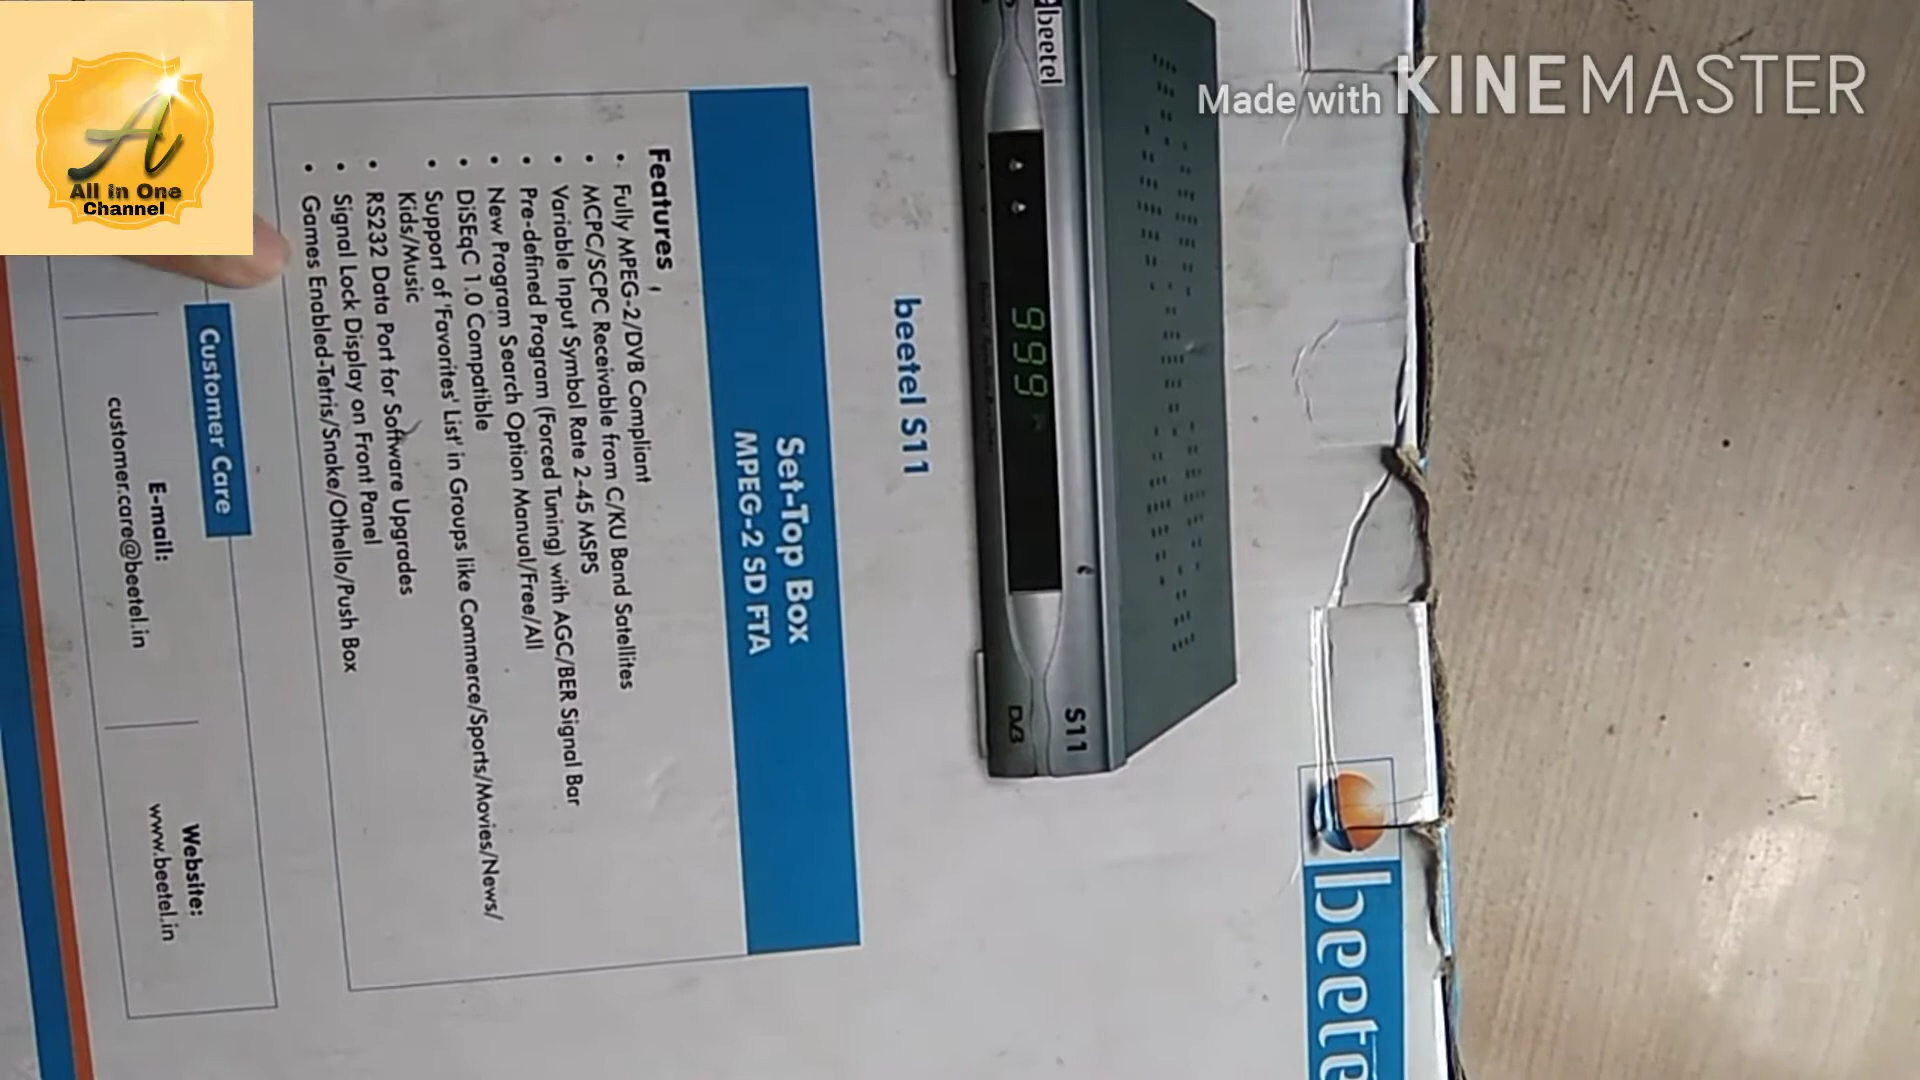 All in One
Channel
Made with KINEMASTER
beetel
999
S11
DVB
beetel S11
beete
Set-Top Box
MPEG-2 SD FTA
Features
• Fully MPEG-2/DVB Compliant
• MCPC/SCPC Receivable from C/KU Band Satellites
• Variable Input Symbol Rate 2-45 MSPS
• Pre-defined Program (Forced Tuning) with AGC/BER Signal Bar
• New Program Search Option Manual/Free/All
• DiSEqC 1.0 Compatible
• Support of 'Favorites' List' in Groups like Commerce/Sports/Movies/News/
Kids/Music
• RS232 Data Port for Software Upgrades
• Signal Lock Display on Front Panel
• Games Enabled-Tetris/Snake/Othello/Push Box
Customer Care
E-mail:
customer.care@beetel.in
Website:
www.beetel.in